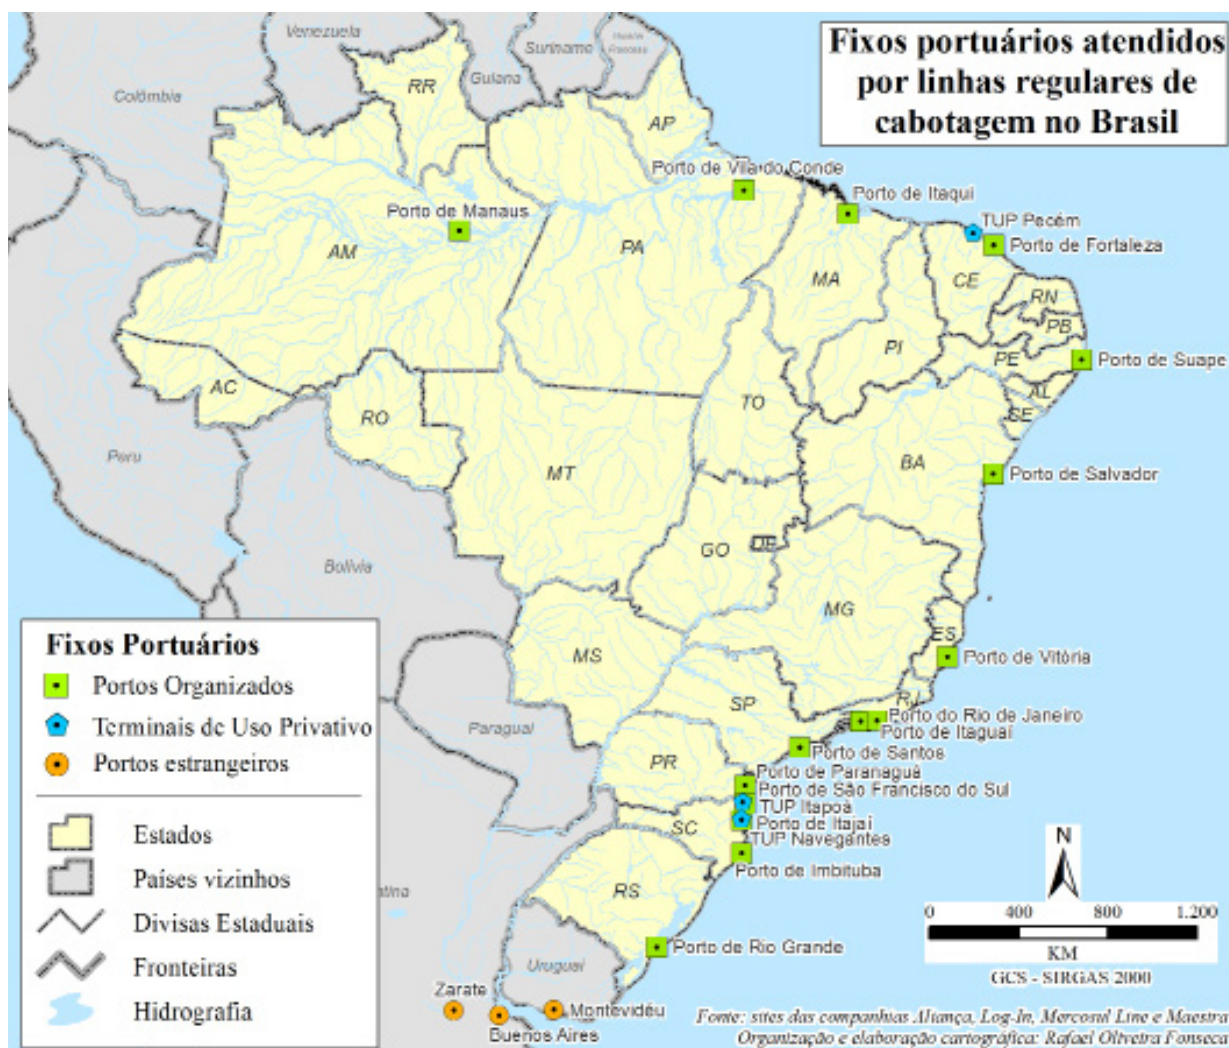 Fixos portuários atendidos
por linhas regulares de
cabotagem no Brasil
Venezuela
Suriname
Guiana
Colômbia
RR
AP
Porto de Vila do Conde
Porto de Itaqui
TUP Pecém
Porto de Manaus
Porto de Fortaleza
AM
PA
MA
CE
RN
PB
PI
PE
Porto de Suape
AC
RO
TO
AL
SE
Peru
MT
BA
Porto de Salvador
Bolívia
GO
DF
MG
ES
MS
Porto de Vitória
SP
RJ
Porto do Rio de Janeiro
Porto de Itaguaí
Paraguai
Porto de Santos
PR
Porto de Paranaguá
Porto de São Francisco do Sul
TUP Itapoá
SC
Porto de Itajaí
TUP Navegantes
Porto de Imbituba
RS
ntina
Porto de Rio Grande
Uruguai
Zarate
Montevidéu
Buenos Aires
Fixos Portuários
Portos Organizados
Terminais de Uso Privativo
Portos estrangeiros
Estados
Países vizinhos
Divisas Estaduais
Fronteiras
Hidrografia
N
0 400 800 1.200
KM
GCS - SIRGAS 2000
Fonte: sites das companhias Aliança, Log-In, Mercosul Line e Maestra
Organização e elaboração cartográfica: Rafael Oliveira Fonseca